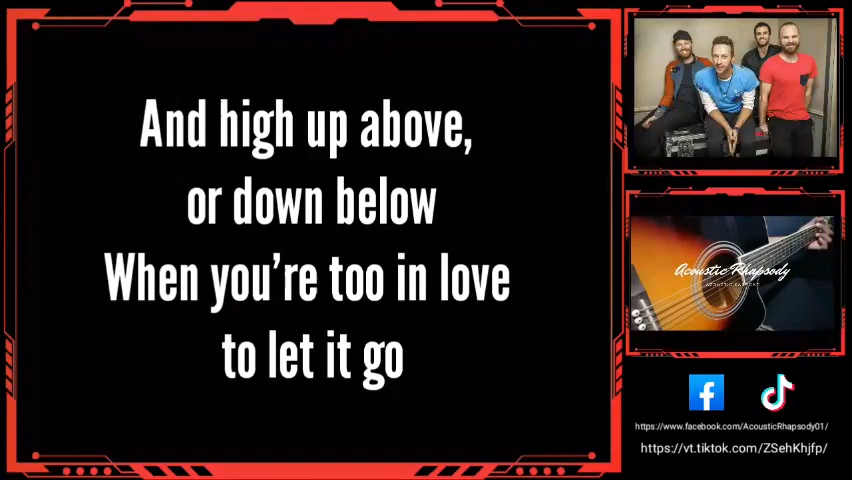 And high up above,
or down below
When you're too in love
to let it go
Acoustic Rhapsody
ACOUSTIC KARAOKE
https://www.facebook.com/AcousticRhapsody01/
https://vt.tiktok.com/ZSehKhjfp/